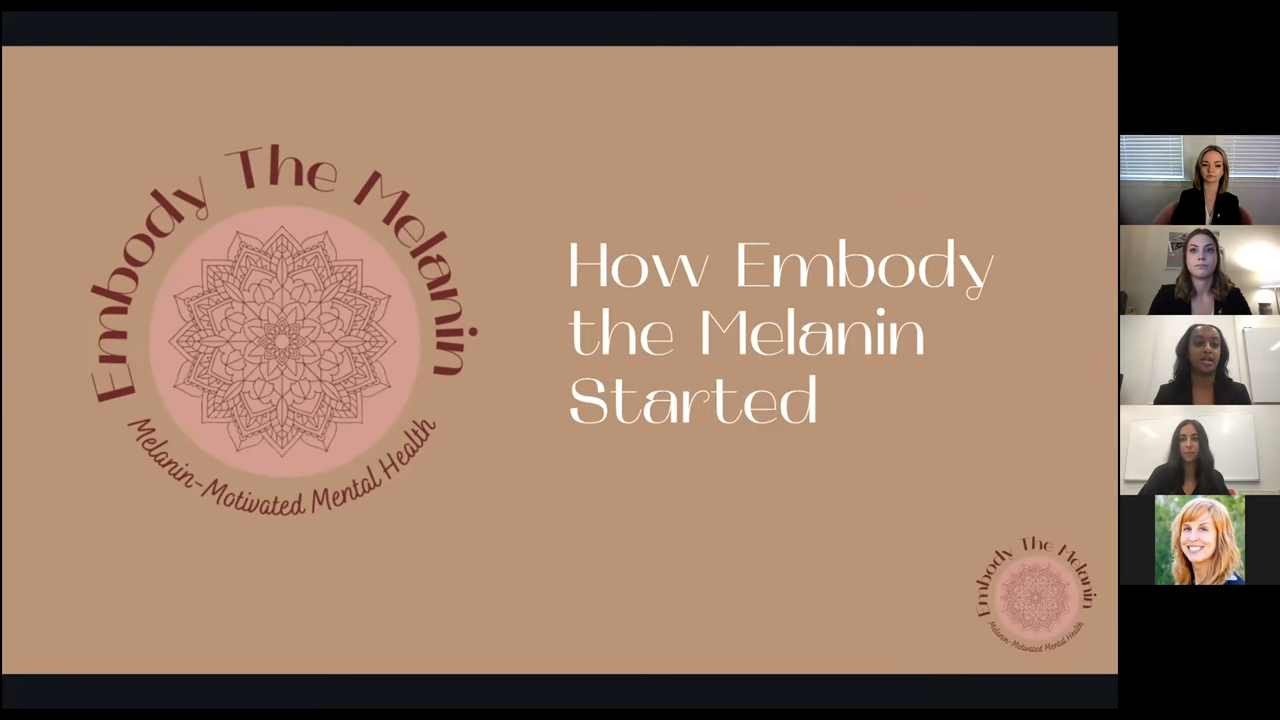 Embody The Melanin
Melanin-Motivated Mental Health
How Embody
the Melanin
Started
Embody The Melanin
Melanin-Motivated Mental Health